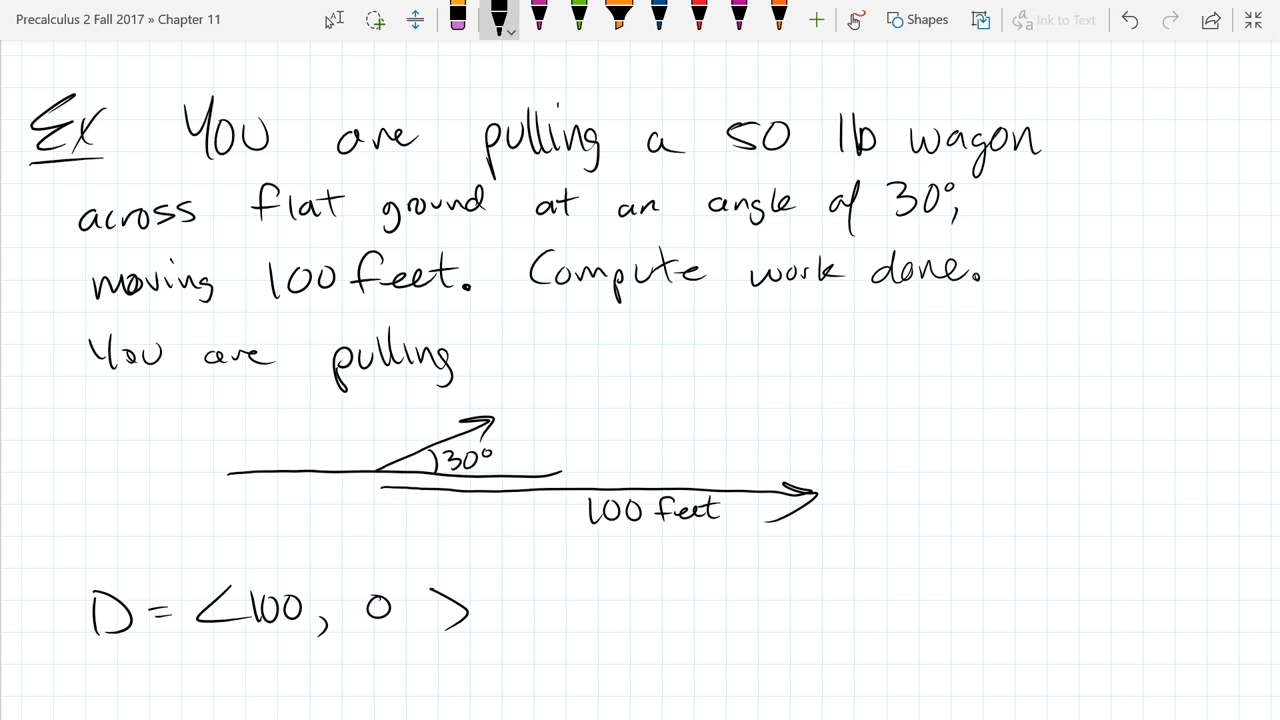 Precalculus 2 Fall 2017 » Chapter 11
Shapes
Ink to Text
Ex You are pulling a 50 lb wagon
across flat ground at an angle of 30°,
moving 100 feet. Compute work done.
You are pulling
30°
100 feet
D = <100, 0 >